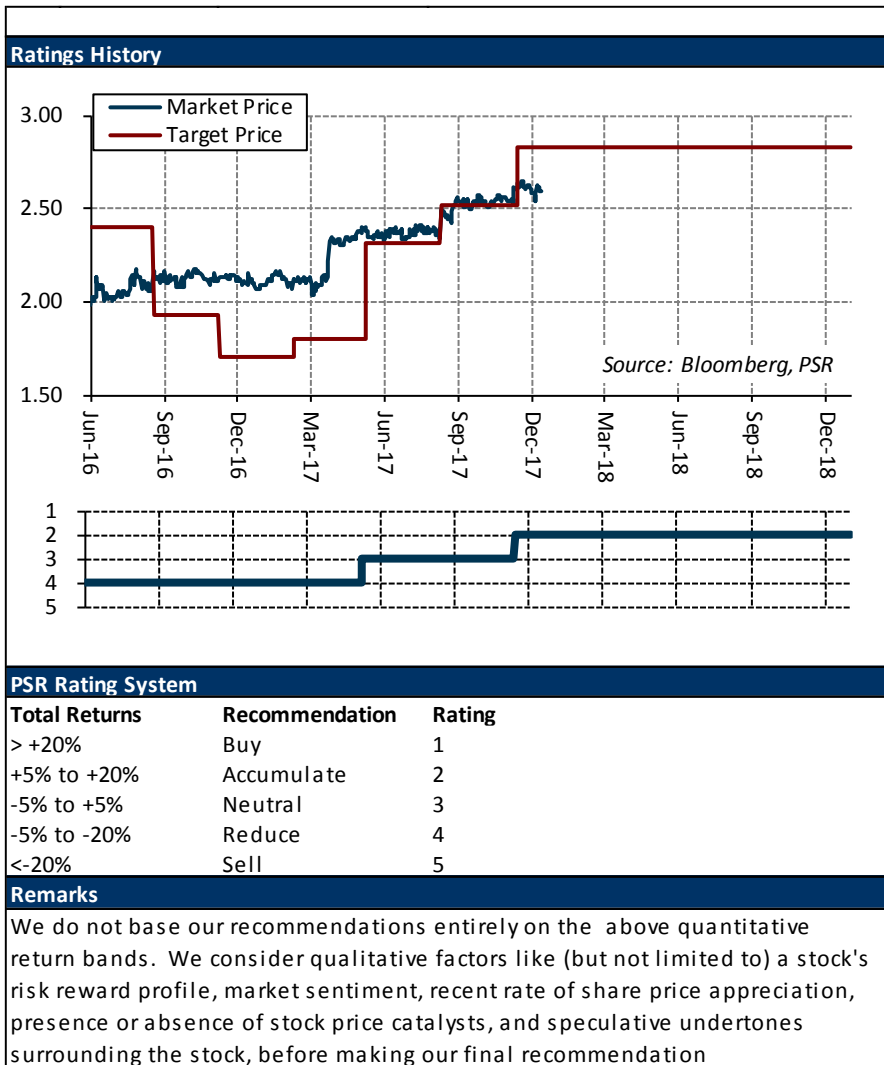 Ratings History
Market Price
Target Price
3.00
2.50
2.00
1.50
Source: Bloomberg, PSR
Jun-16
Sep-16
Dec-16
Mar-17
Jun-17
Sep-17
Dec-17
Mar-18
Jun-18
Sep-18
Dec-18
1
2
3
4
5
PSR Rating System
Total Returns Recommendation Rating
> +20% Buy 1
+5% to +20% Accumulate 2
-5% to +5% Neutral 3
-5% to -20% Reduce 4
<-20% Sell 5
Remarks
We do not base our recommendations entirely on the above quantitative
return bands. We consider qualitative factors like (but not limited to) a stock's
risk reward profile, market sentiment, recent rate of share price appreciation,
presence or absence of stock price catalysts, and speculative undertones
surrounding the stock, before making our final recommendation